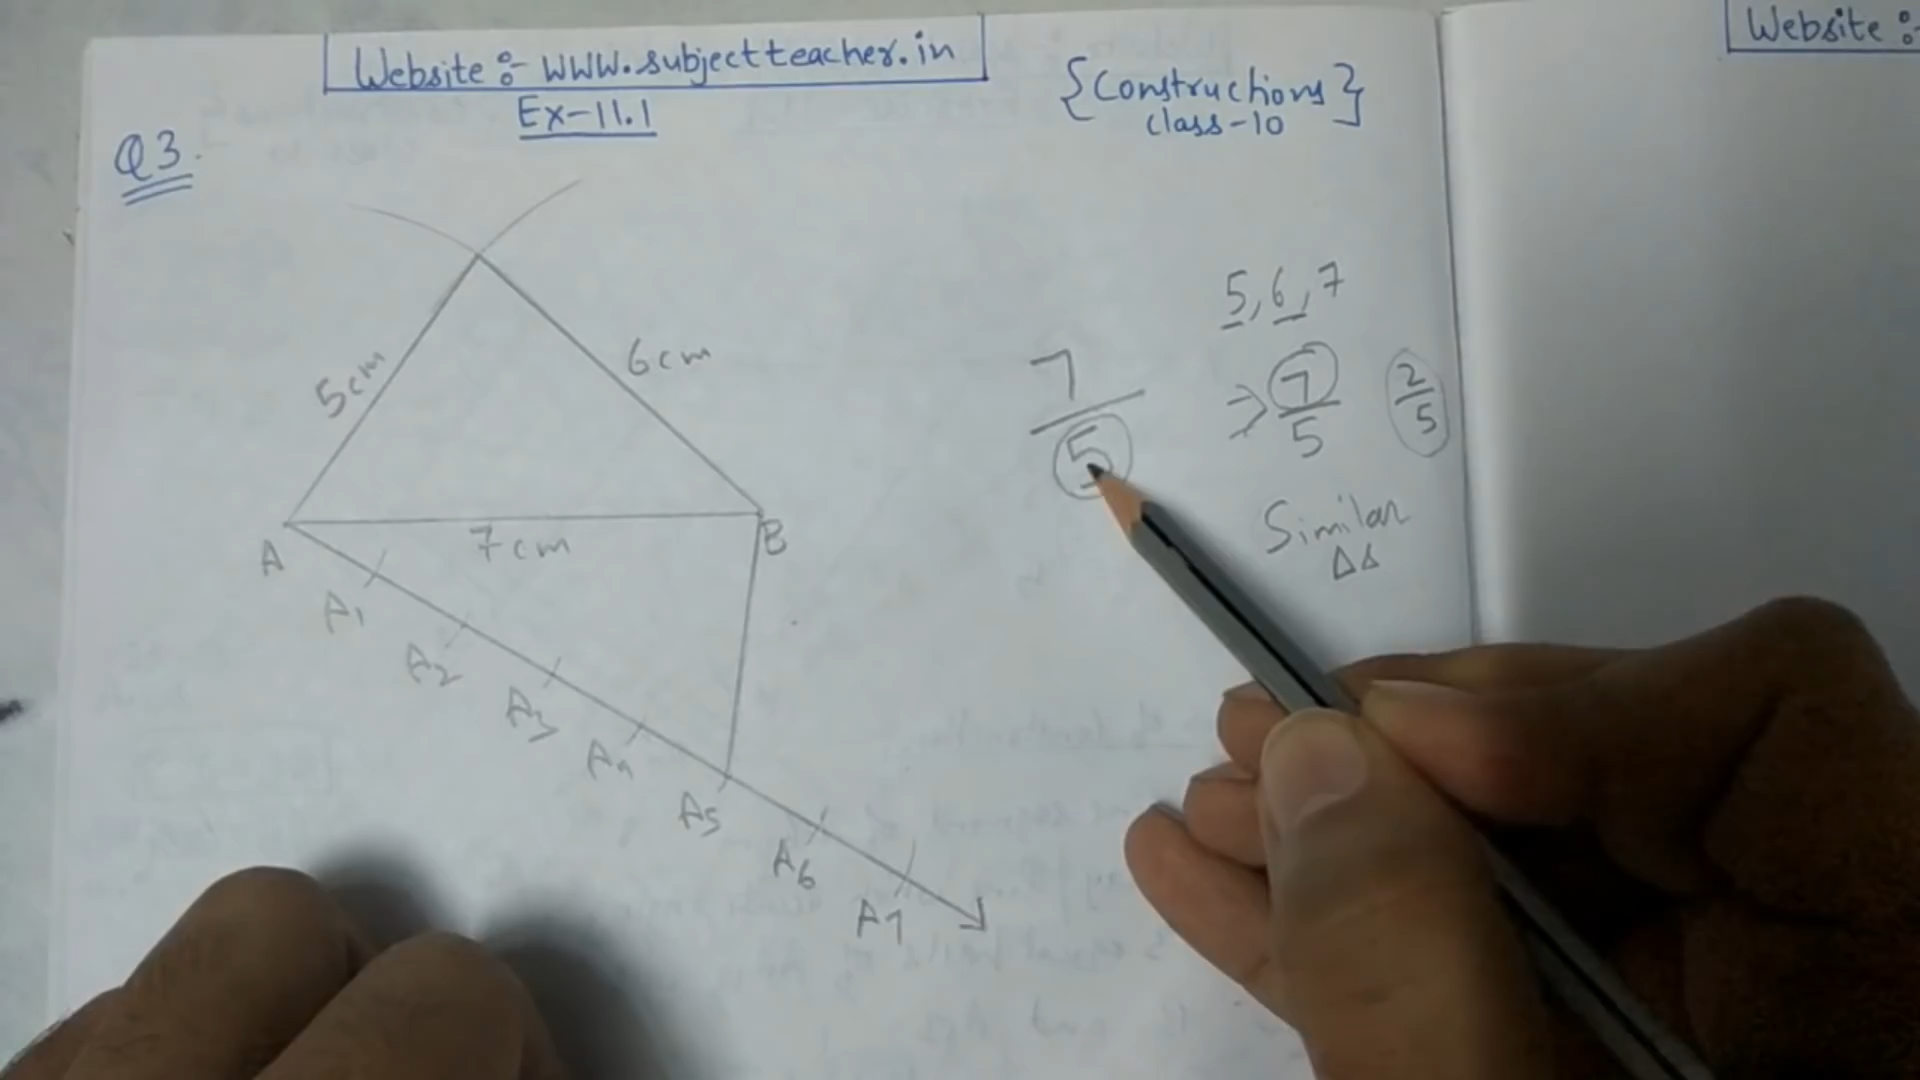 Website :- WWW.subjectteacher.in
Website :-
Ex-11.1
{Constructions}
class-10
Q3.
5cm
6cm
7cm
A
B
A1
A2
A3
A4
A5
A6
A7
7
5
5, 6, 7
⇒ 7/5
2/5
Similar
Δs